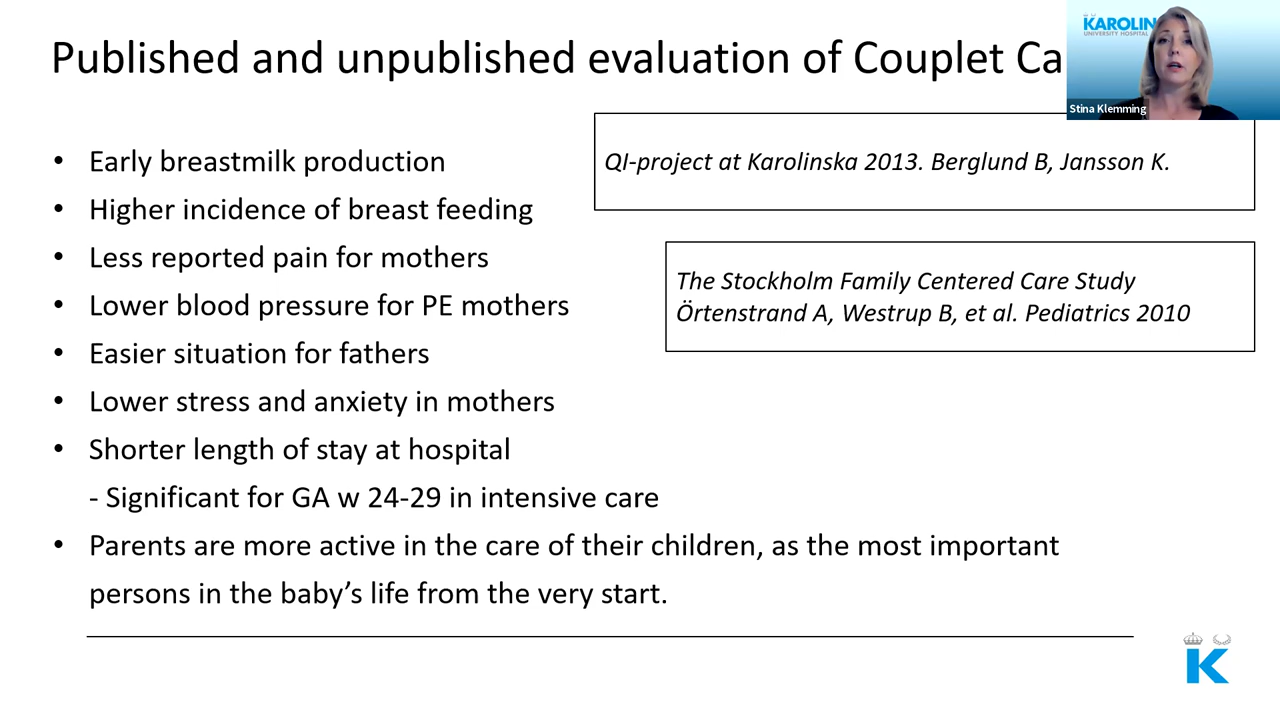 Published and unpublished evaluation of Couplet Ca
KAROLIN
UNIVERSITY HOSPITAL
Stina Klemming
• Early breastmilk production
• Higher incidence of breast feeding
• Less reported pain for mothers
• Lower blood pressure for PE mothers
• Easier situation for fathers
• Lower stress and anxiety in mothers
• Shorter length of stay at hospital
- Significant for GA w 24-29 in intensive care
• Parents are more active in the care of their children, as the most important
persons in the baby’s life from the very start.
QI-project at Karolinska 2013. Berglund B, Jansson K.
The Stockholm Family Centered Care Study
Örtenstrand A, Westrup B, et al. Pediatrics 2010
K